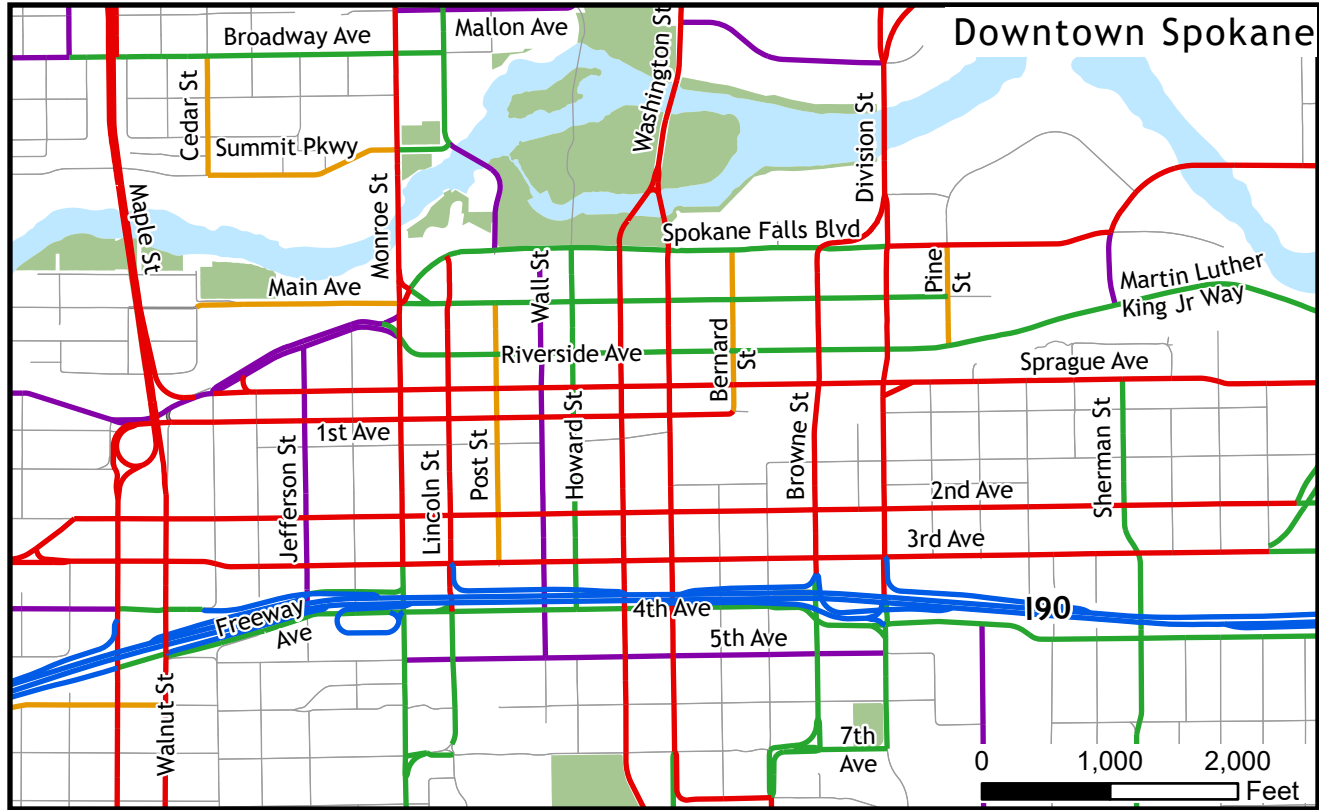 Downtown Spokane
Mallon Ave
Broadway Ave
Washington St
Cedar St
Summit Pkwy
Division St
Maple St
Monroe St
Spokane Falls Blvd
Wall St
Pine
St
Martin Luther
King Jr Way
Main Ave
Riverside Ave
Bernard
St
Sprague Ave
1st Ave
Jefferson St
Lincoln St
Post St
Howard St
Browne St
Sherman St
2nd Ave
3rd Ave
Freeway
Ave
4th Ave
I90
5th Ave
Walnut St
7th
Ave
0 1,000 2,000
Feet